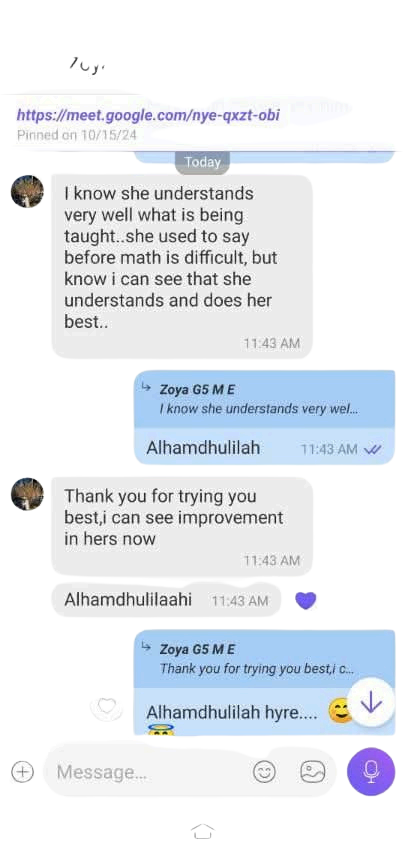 https://meet.google.com/nye-qxzt-obi
Pinned on 10/15/24
Today
I know she understands
very well what is being
taught..she used to say
before math is difficult, but
know i can see that she
understands and does her
best..
11:43 AM
Zoya G5 M E
I know she understands very wel...
Alhamdhulilah 11:43 AM
Thank you for trying you
best,i can see improvement
in hers now
11:43 AM
Alhamdhulilaahi 11:43 AM
Zoya G5 M E
Thank you for trying you best,i c...
Alhamdhulilah hyre....
Message...